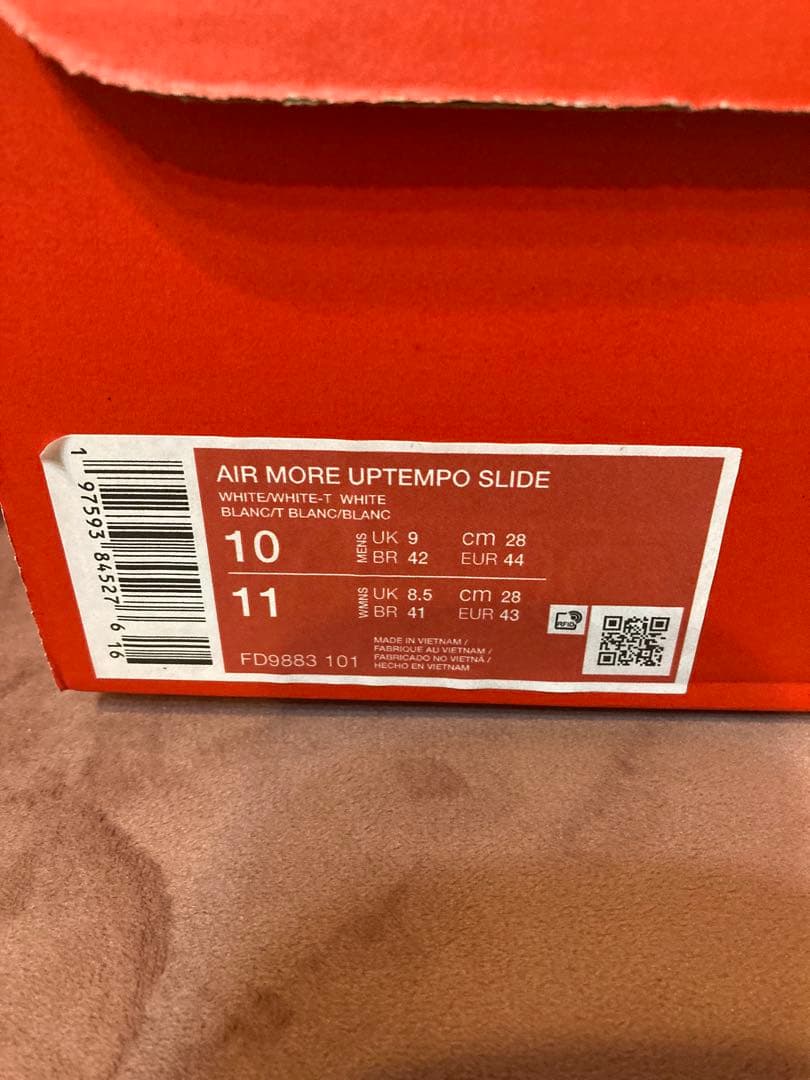 AIR MORE UPTEMPO SLIDE
WHITE/WHITE-T WHITE
BLANC/T BLANC/BLANC
10 MENS UK 9 cm 28
BR 42 EUR 44
11 WMNS UK 8.5 cm 28
BR 41 EUR 43
FD9883 101
MADE IN VIETNAM /
FABRIQUE AU VIETNAM /
FABRICADO NO VIETNÃ /
HECHO EN VIETNAM
RFID
1 97593 84527 6 16